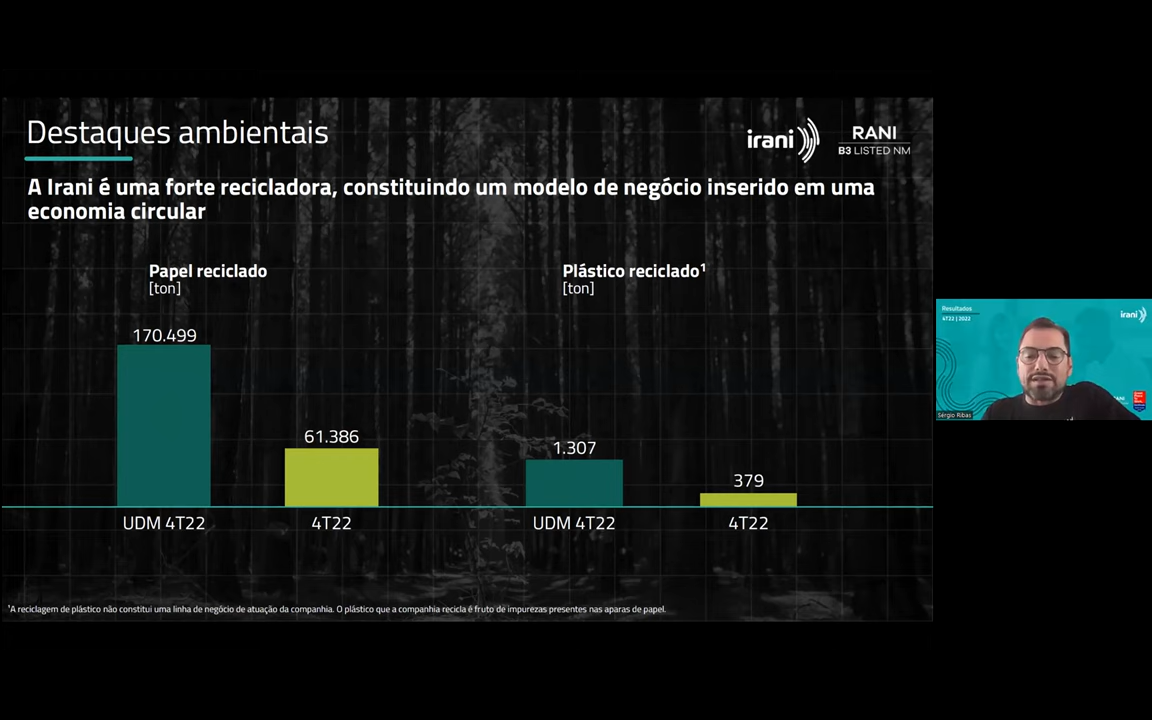 Destaques ambientais
irani
RANI
B3 LISTED NM
A Irani é uma forte recicladora, constituindo um modelo de negócio inserido em uma
economia circular
Papel reciclado
[ton]
170.499
61.386
UDM 4T22
4T22
Plástico reciclado¹
[ton]
1.307
379
UDM 4T22
4T22
¹A reciclagem de plástico não constitui uma linha de negócio de atuação da companhia. O plástico que a companhia recicla é fruto de impurezas presentes nas aparas de papel.
Resultados
4T22 | 2022
irani
Sérgio Ribas